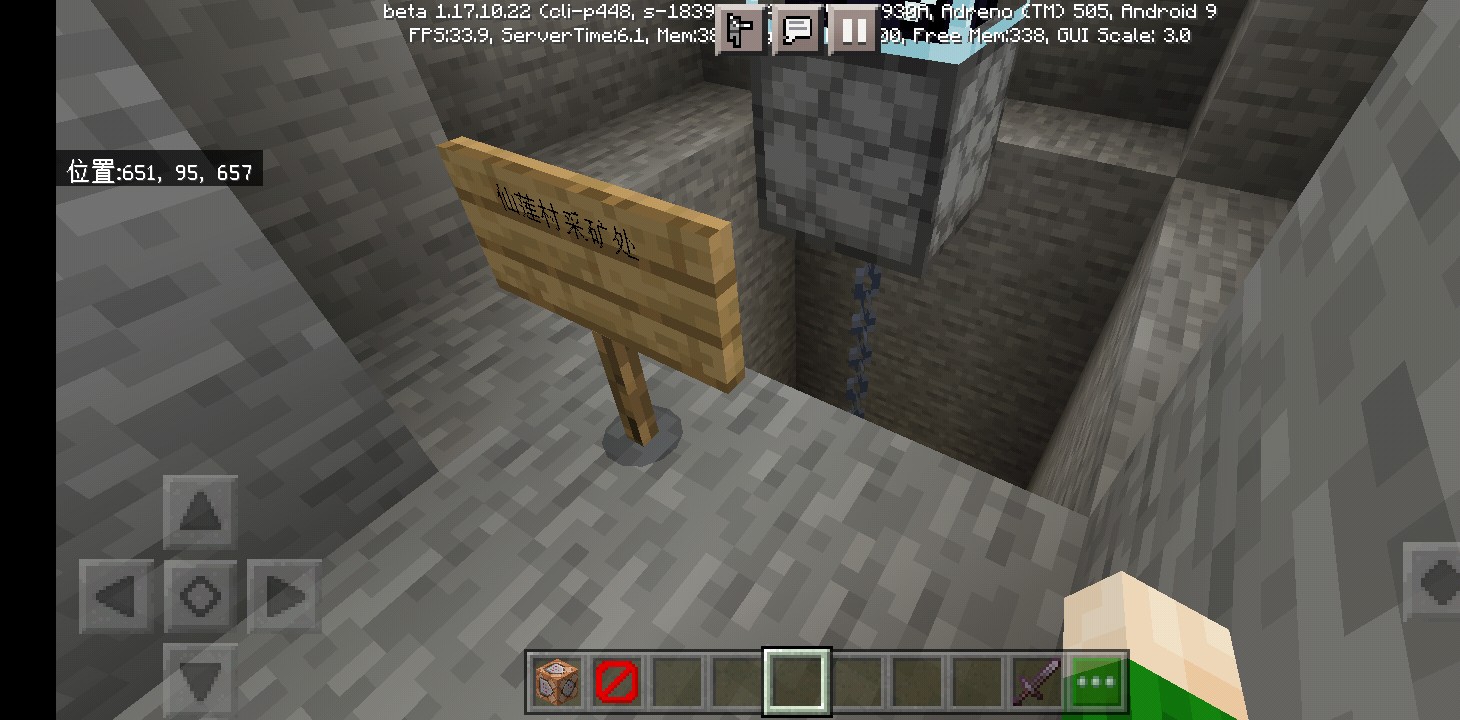 beta 1.17.10.22 (cli-p448, s-1839 930A, Adreno (TM) 505, Android 9
FPS:33.9, ServerTime:6.1, Mem:38 00, Free Mem:338, GUI Scale: 3.0
位置:651, 95, 657
仙莲村采矿处